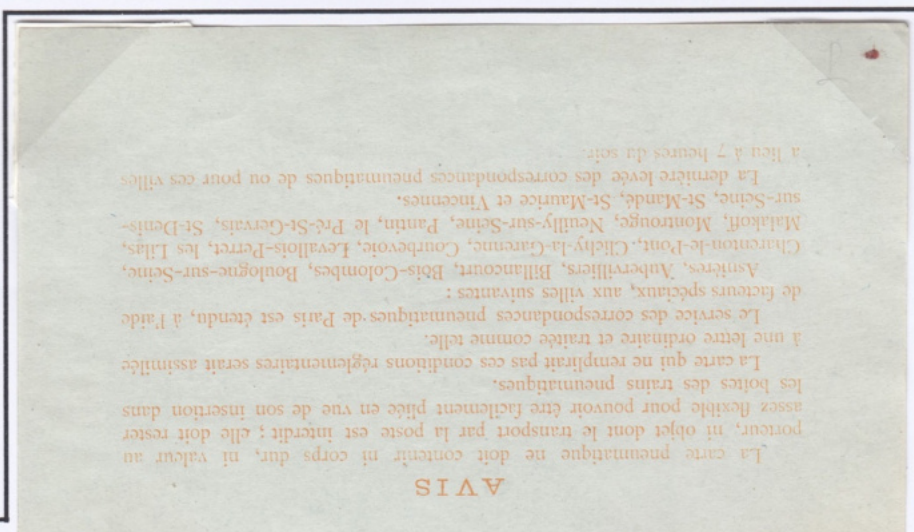 AVIS
La carte pneumatique ne doit contenir ni corps dur, ni valeur au
porteur, ni objet dont le transport par la poste est interdit ; elle doit rester
assez flexible pour pouvoir être facilement pliée en vue de son insertion dans
les boîtes des trains pneumatiques.
La carte qui ne remplirait pas ces conditions réglementaires serait assimilée
à une lettre ordinaire et traitée comme telle.
Le service des correspondances pneumatiques de Paris est étendu, à l'aide
de facteurs spéciaux, aux villes suivantes :
Asnières, Aubervilliers, Billancourt, Bois-Colombes, Boulogne-sur-Seine,
Charenton-le-Pont, Clichy-la-Garenne, Courbevoie, Levallois-Perret, les Lilas,
Malakoff, Montrouge, Neuilly-sur-Seine, Pantin, le Pré-St-Gervais, St-Denis-
sur-Seine, St-Mandé, St-Maurice et Vincennes.
La dernière levée des correspondances pneumatiques de ou pour ces villes
a lieu à 7 heures du soir.